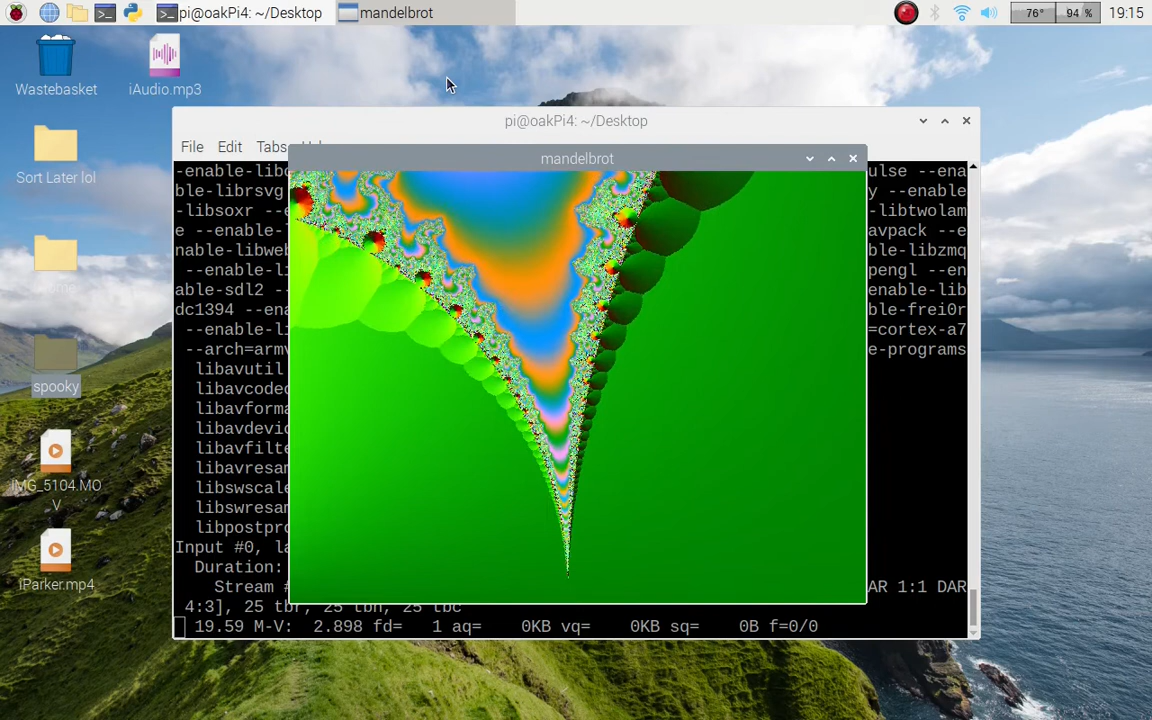 pi@oakPi4: ~/Desktop
mandelbrot
76°
94 %
19:15
Wastebasket
iAudio.mp3
Sort Later lol
spooky
iMG_5104.MO
V
iParker.mp4
pi@oakPi4: ~/Desktop
File Edit Tabs
mandelbrot
-enable-libc ulse --ena
ble-librsvg y --enable
-libsoxr --e -libtwolam
e --enable- avpack --e
nable-libweb ble-libzmq
--enable-li pengl --en
able-sdl2 -- enable-lib
dc1394 --ena ble-frei0r
--enable-li =cortex-a7
--arch=armv e-programs
libavutil
libavcodec
libavforma
libavdevic
libavfilte
libavresam
libswscale
libswresam
libpostpro
Input #0, la
Duration:
Stream # AR 1:1 DAR
4:3], 25 tbr, 25 tbn, 25 tbc
19.59 M-V: 2.898 fd= 1 aq= 0KB vq= 0KB sq= 0B f=0/0